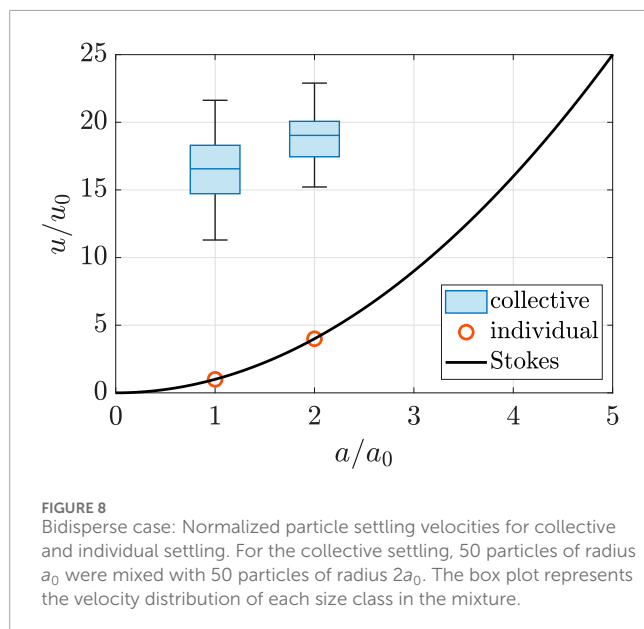 25
20
15
10
5
0
u/u₀
0 1 2 3 4 5
a/a₀
collective
individual
Stokes
FIGURE 8
Bidisperse case: Normalized particle settling velocities for collective
and individual settling. For the collective settling, 50 particles of radius
a₀ were mixed with 50 particles of radius 2a₀. The box plot represents
the velocity distribution of each size class in the mixture.